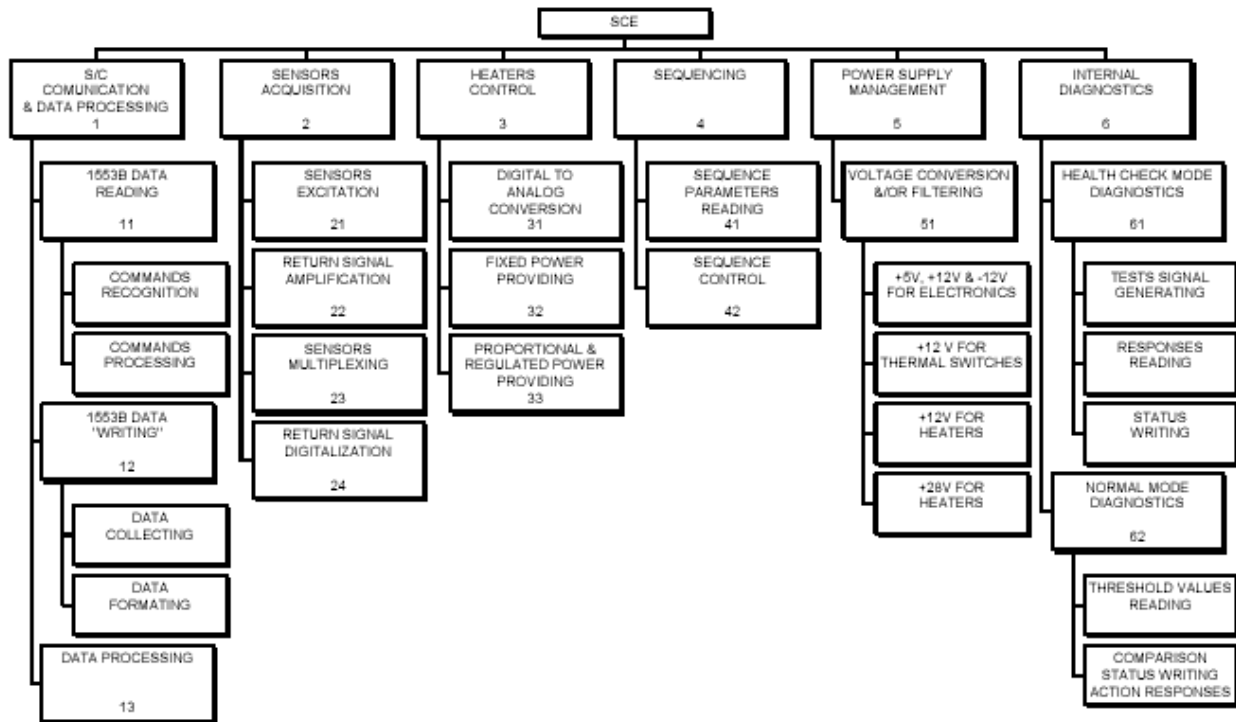 SCE
S/C
COMUNICATION
& DATA PROCESSING
1
SENSORS
ACQUISITION
2
HEATERS
CONTROL
3
SEQUENCING
4
POWER SUPPLY
MANAGEMENT
5
INTERNAL
DIAGNOSTICS
6
1553B DATA
READING
11
COMMANDS
RECOGNITION
COMMANDS
PROCESSING
1553B DATA
"WRITING"
12
DATA
COLLECTING
DATA
FORMATING
DATA PROCESSING
13
SENSORS
EXCITATION
21
RETURN SIGNAL
AMPLIFICATION
22
SENSORS
MULTIPLEXING
23
RETURN SIGNAL
DIGITALIZATION
24
DIGITAL TO
ANALOG
CONVERSION
31
FIXED POWER
PROVIDING
32
PROPORTIONAL &
REGULATED POWER
PROVIDING
33
SEQUENCE
PARAMETERS
READING
41
SEQUENCE
CONTROL
42
VOLTAGE CONVERSION
&/OR FILTERING
51
+5V, +12V & -12V
FOR ELECTRONICS
+12 V FOR
THERMAL SWITCHES
+12V FOR
HEATERS
+28V FOR
HEATERS
HEALTH CHECK MODE
DIAGNOSTICS
61
TESTS SIGNAL
GENERATING
RESPONSES
READING
STATUS
WRITING
NORMAL MODE
DIAGNOSTICS
62
THRESHOLD VALUES
READING
COMPARISON
STATUS WRITING
ACTION RESPONSES